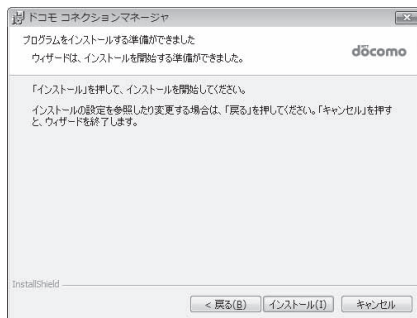 ドコモ コネクションマネージャ
プログラムをインストールする準備ができました
ウィザードは、インストールを開始する準備ができました。
döcomo
「インストール」を押して、インストールを開始してください。
インストールの設定を参照したり変更する場合は、「戻る」を押してください。「キャンセル」を押す
と、ウィザードを終了します。
InstallShield
< 戻る(B)
インストール(I)
キャンセル